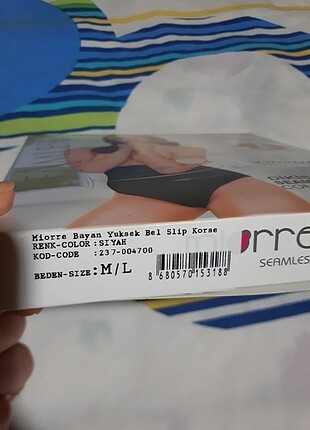 Miorre Bayan Yuksek Bel Slip Korse
RENK-COLOR :SIYAH
KOD-CODE :237-004700
BEDEN-SIZE: M/L
8 680570 153188
SEAMLES